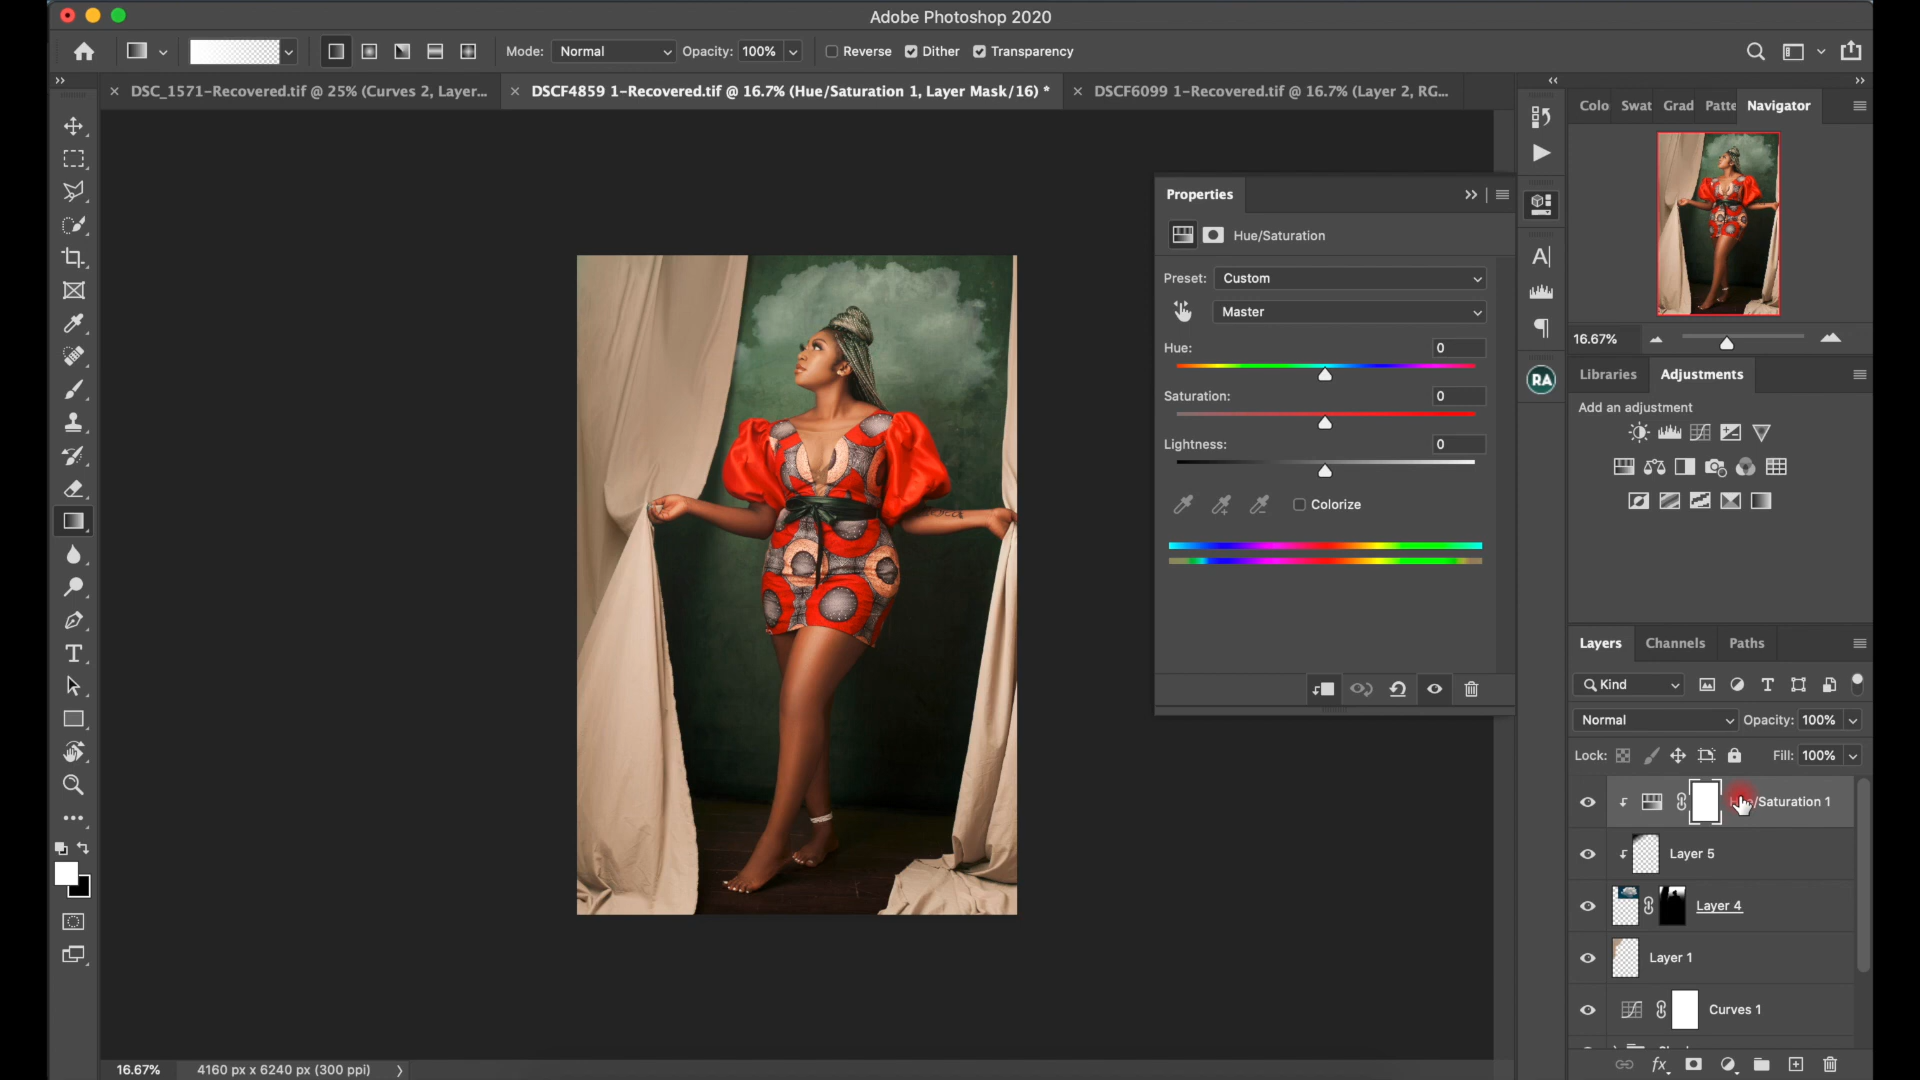 Adobe Photoshop 2020
Mode: Normal Opacity: 100% Reverse Dither Transparency
DSC_1571-Recovered.tif @ 25% (Curves 2, Layer...
DSCF4859 1-Recovered.tif @ 16.7% (Hue/Saturation 1, Layer Mask/16) *
DSCF6099 1-Recovered.tif @ 16.7% (Layer 2, RG...
Colo Swat Grad Patte Navigator
Properties
Hue/Saturation
Preset: Custom
Master
Hue: 0
Saturation: 0
Lightness: 0
Colorize
16.67%
RA
Libraries Adjustments
Add an adjustment
Layers Channels Paths
Kind
Normal Opacity: 100%
Lock: Fill: 100%
/Saturation 1
Layer 5
Layer 4
Layer 1
Curves 1
16.67% 4160 px x 6240 px (300 ppi)